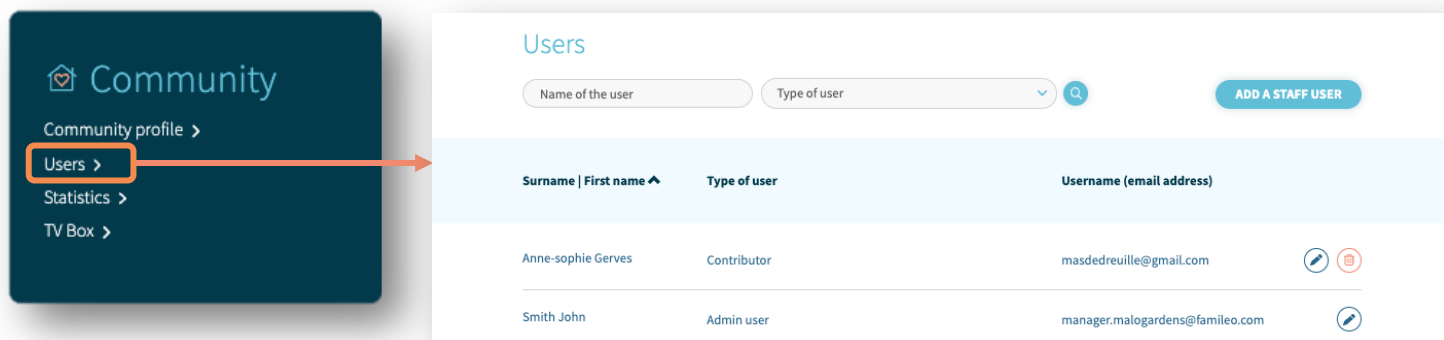 Community
Community profile
Users
Statistics
TV Box
Users
Name of the user
Type of user
ADD A STAFF USER
Surname | First name
Type of user
Username (email address)
Anne-sophie Gerves
Contributor
masdedreuille@gmail.com
Smith John
Admin user
manager.malogardens@famileo.com